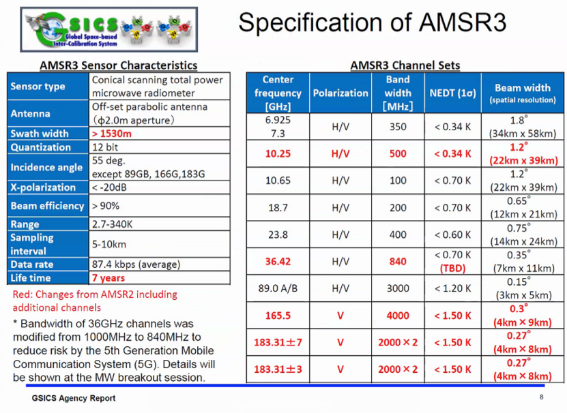 GSICS
Global Space-based
Inter-Calibration System
Specification of AMSR3
AMSR3 Sensor Characteristics
Sensor type Conical scanning total power
microwave radiometer
Antenna Off-set parabolic antenna
(φ2.0m aperture）
Swath width > 1530m
Quantization 12 bit
Incidence angle 55 deg.
except 89GB, 166G,183G
X-polarization < -20dB
Beam efficiency > 90%
Range 2.7-340K
Sampling
interval 5-10km
Data rate 87.4 kbps (average)
Life time 7 years
Red: Changes from AMSR2 including
additional channels
* Bandwidth of 36GHz channels was
modified from 1000MHz to 840MHz to
reduce risk by the 5th Generation Mobile
Communication System (5G). Details will
be shown at the MW breakout session.
AMSR3 Channel Sets
Center
frequency
[GHz] Polarization Band
width
[MHz] NEDT (1σ) Beam width
(spatial resolution)
6.925
7.3 H/V 350 < 0.34 K 1.8°
(34km x 58km)
10.25 H/V 500 < 0.34 K 1.2°
(22km x 39km)
10.65 H/V 100 < 0.70 K 1.2°
(22km x 39km)
18.7 H/V 200 < 0.70 K 0.65°
(12km x 21km)
23.8 H/V 400 < 0.60 K 0.75°
(14km x 24km)
36.42 H/V 840 < 0.70 K
(TBD) 0.35°
(7km x 11km)
89.0 A/B H/V 3000 < 1.20 K 0.15°
(3km x 5km)
165.5 V 4000 < 1.50 K 0.3°
(4km × 9km)
183.31±7 V 2000 × 2 < 1.50 K 0.27°
(4km × 8km)
183.31±3 V 2000 × 2 < 1.50 K 0.27°
(4km × 8km)
GSICS Agency Report
8